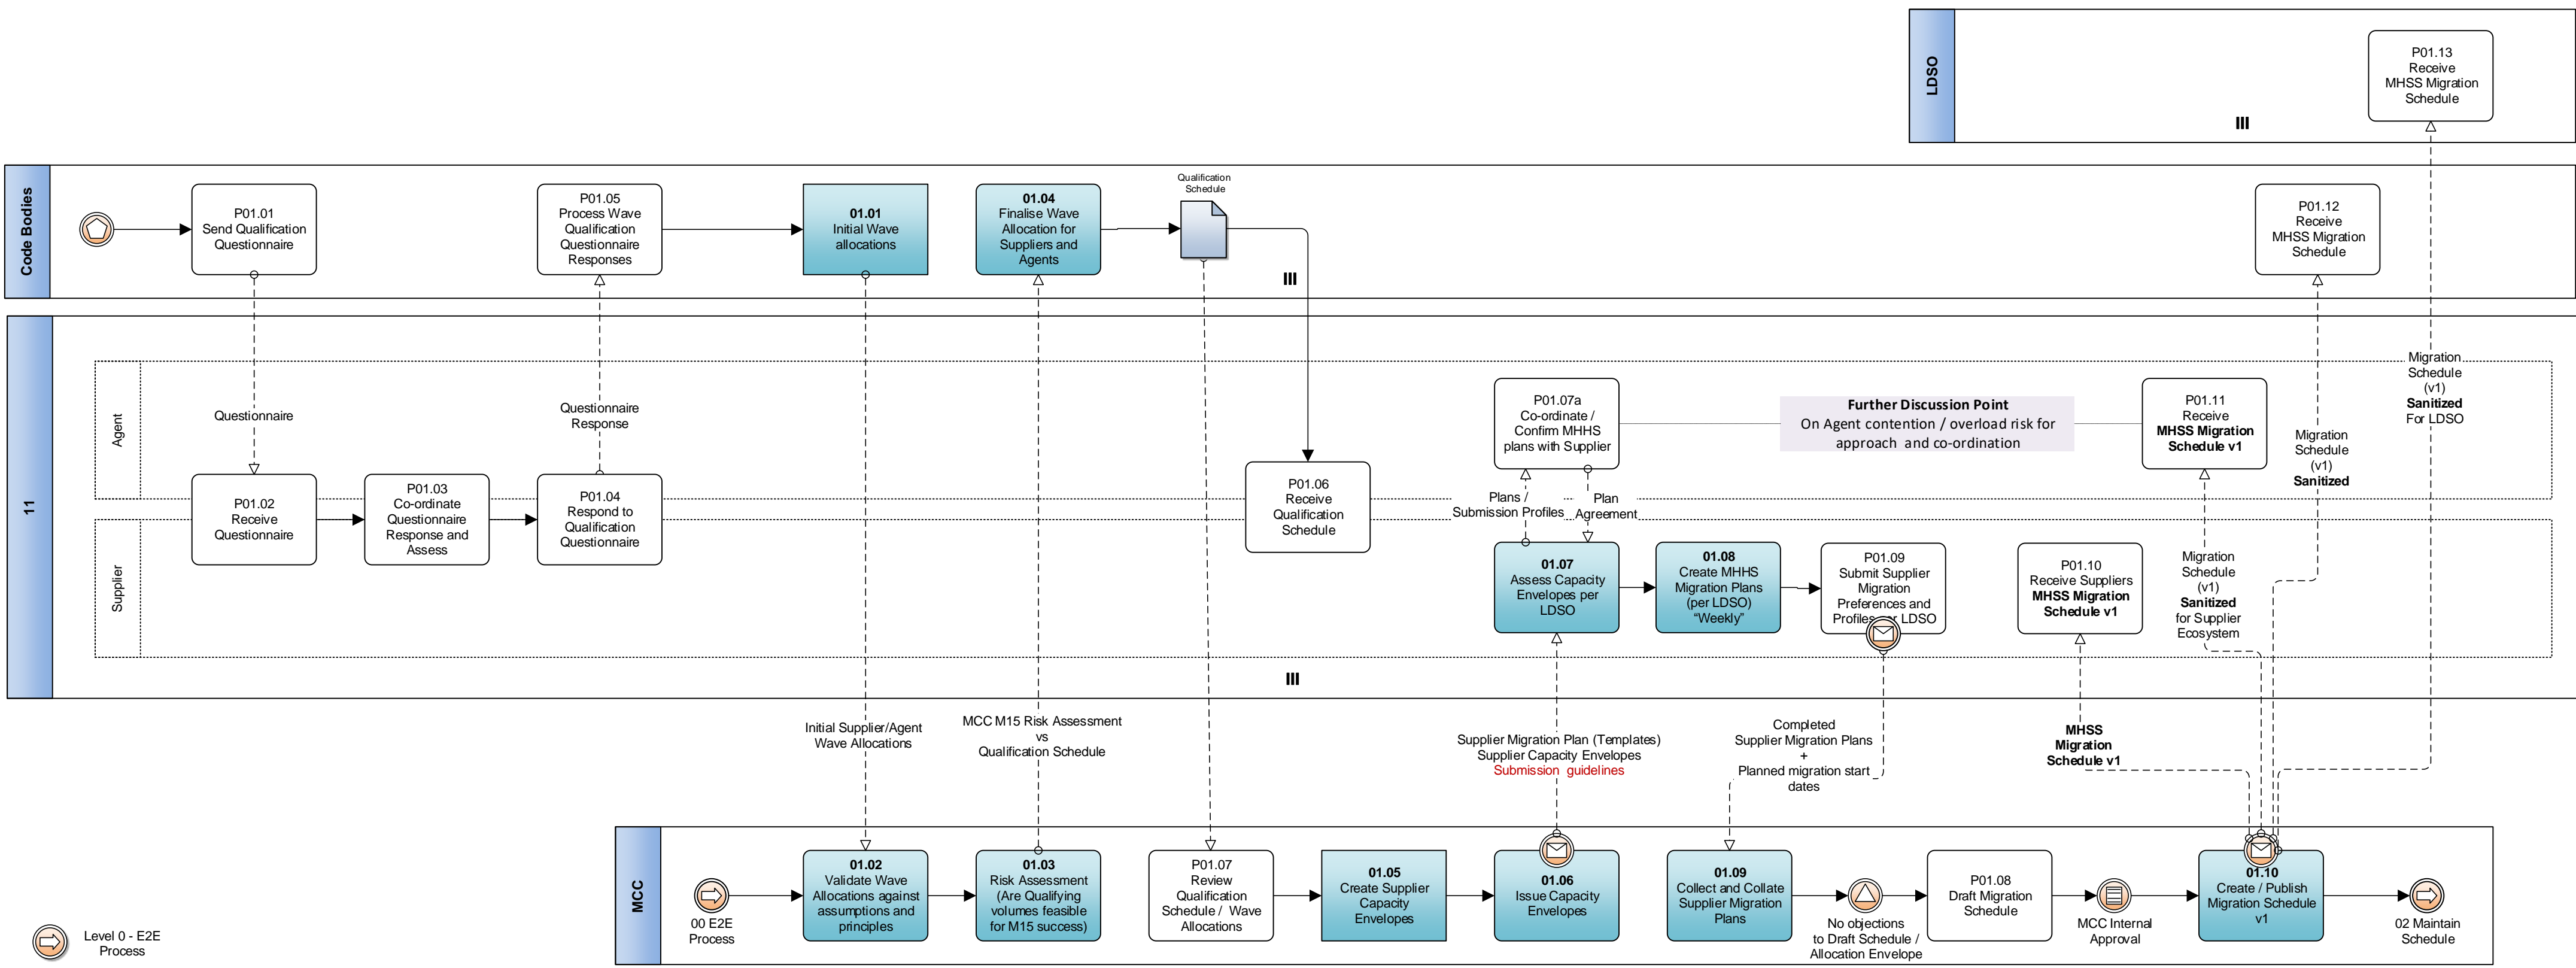 LDSO
P01.13
Receive
MHSS Migration
Schedule
III
Code Bodies
P01.01
Send Qualification
Questionnaire
P01.05
Process Wave
Qualification
Questionnaire
Responses
01.01
Initial Wave
allocations
01.04
Finalise Wave
Allocation for
Suppliers and
Agents
Qualification
Schedule
III
P01.12
Receive
MHSS Migration
Schedule
11
Agent
Supplier
Questionnaire
Questionnaire
Response
P01.02
Receive
Questionnaire
P01.03
Co-ordinate
Questionnaire
Response and
Assess
P01.04
Respond to
Qualification
Questionnaire
P01.06
Receive
Qualification
Schedule
P01.07a
Co-ordinate /
Confirm MHHS
plans with Supplier
Further Discussion Point
On Agent contention / overload risk for
approach and co-ordination
P01.11
Receive
MHSS Migration
Schedule v1
Migration
Schedule
(v1)
Sanitized
Migration
Schedule
(v1)
Sanitized
For LDSO
Plans /
Submission Profiles
Plan
Agreement
01.07
Assess Capacity
Envelopes per
LDSO
01.08
Create MHHS
Migration Plans
(per LDSO)
“Weekly”
P01.09
Submit Supplier
Migration
Preferences and
Profiles per LDSO
P01.10
Receive Suppliers
MHSS Migration
Schedule v1
Migration
Schedule
(v1)
Sanitized
for Supplier
Ecosystem
III
Initial Supplier/Agent
Wave Allocations
MCC M15 Risk Assessment
vs
Qualification Schedule
Supplier Migration Plan (Templates)
Supplier Capacity Envelopes
Submission guidelines
Completed
Supplier Migration Plans
+
Planned migration start
dates
MHSS
Migration
Schedule v1
MCC
00 E2E
Process
01.02
Validate Wave
Allocations against
assumptions and
principles
01.03
Risk Assessment
(Are Qualifying
volumes feasible
for M15 success)
P01.07
Review
Qualification
Schedule / Wave
Allocations
01.05
Create Supplier
Capacity
Envelopes
01.06
Issue Capacity
Envelopes
01.09
Collect and Collate
Supplier Migration
Plans
No objections
to Draft Schedule /
Allocation Envelope
P01.08
Draft Migration
Schedule
MCC Internal
Approval
01.10
Create / Publish
Migration Schedule
v1
02 Maintain
Schedule
Level 0 - E2E
Process